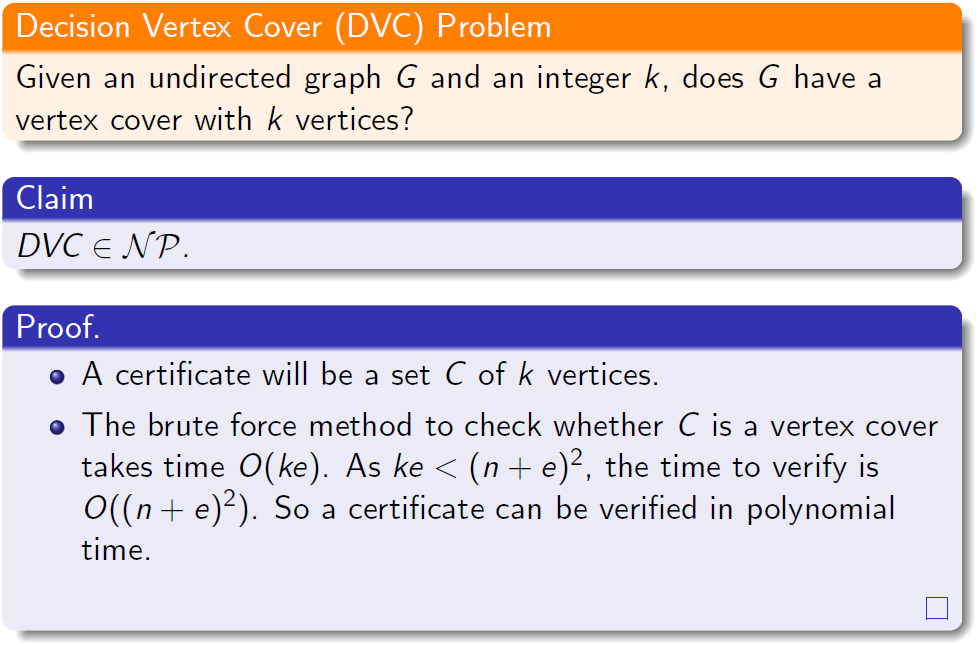 Decision Vertex Cover (DVC) Problem
Given an undirected graph G and an integer k, does G have a
vertex cover with k vertices?
Claim
DVC ∈ 𝒩𝒫.
Proof.
A certificate will be a set C of k vertices.
The brute force method to check whether C is a vertex cover
takes time O(ke). As ke < (n + e)², the time to verify is
O((n + e)²). So a certificate can be verified in polynomial
time.